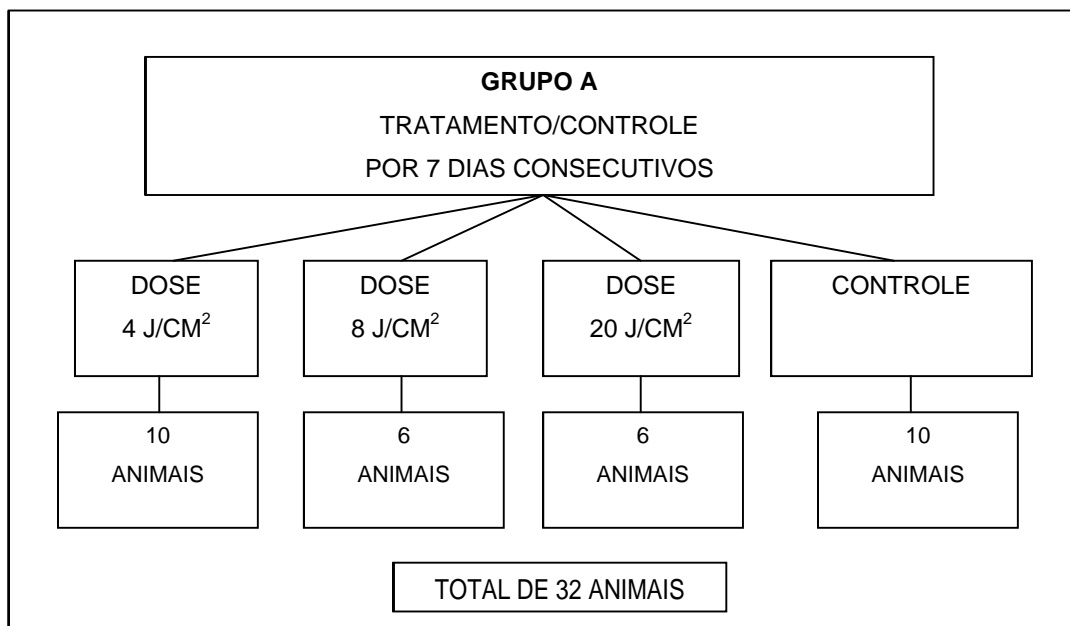 GRUPO A
TRATAMENTO/CONTROLE
POR 7 DIAS CONSECUTIVOS
DOSE
4 J/CM²
DOSE
8 J/CM²
DOSE
20 J/CM²
CONTROLE
10
ANIMAIS
6
ANIMAIS
6
ANIMAIS
10
ANIMAIS
TOTAL DE 32 ANIMAIS